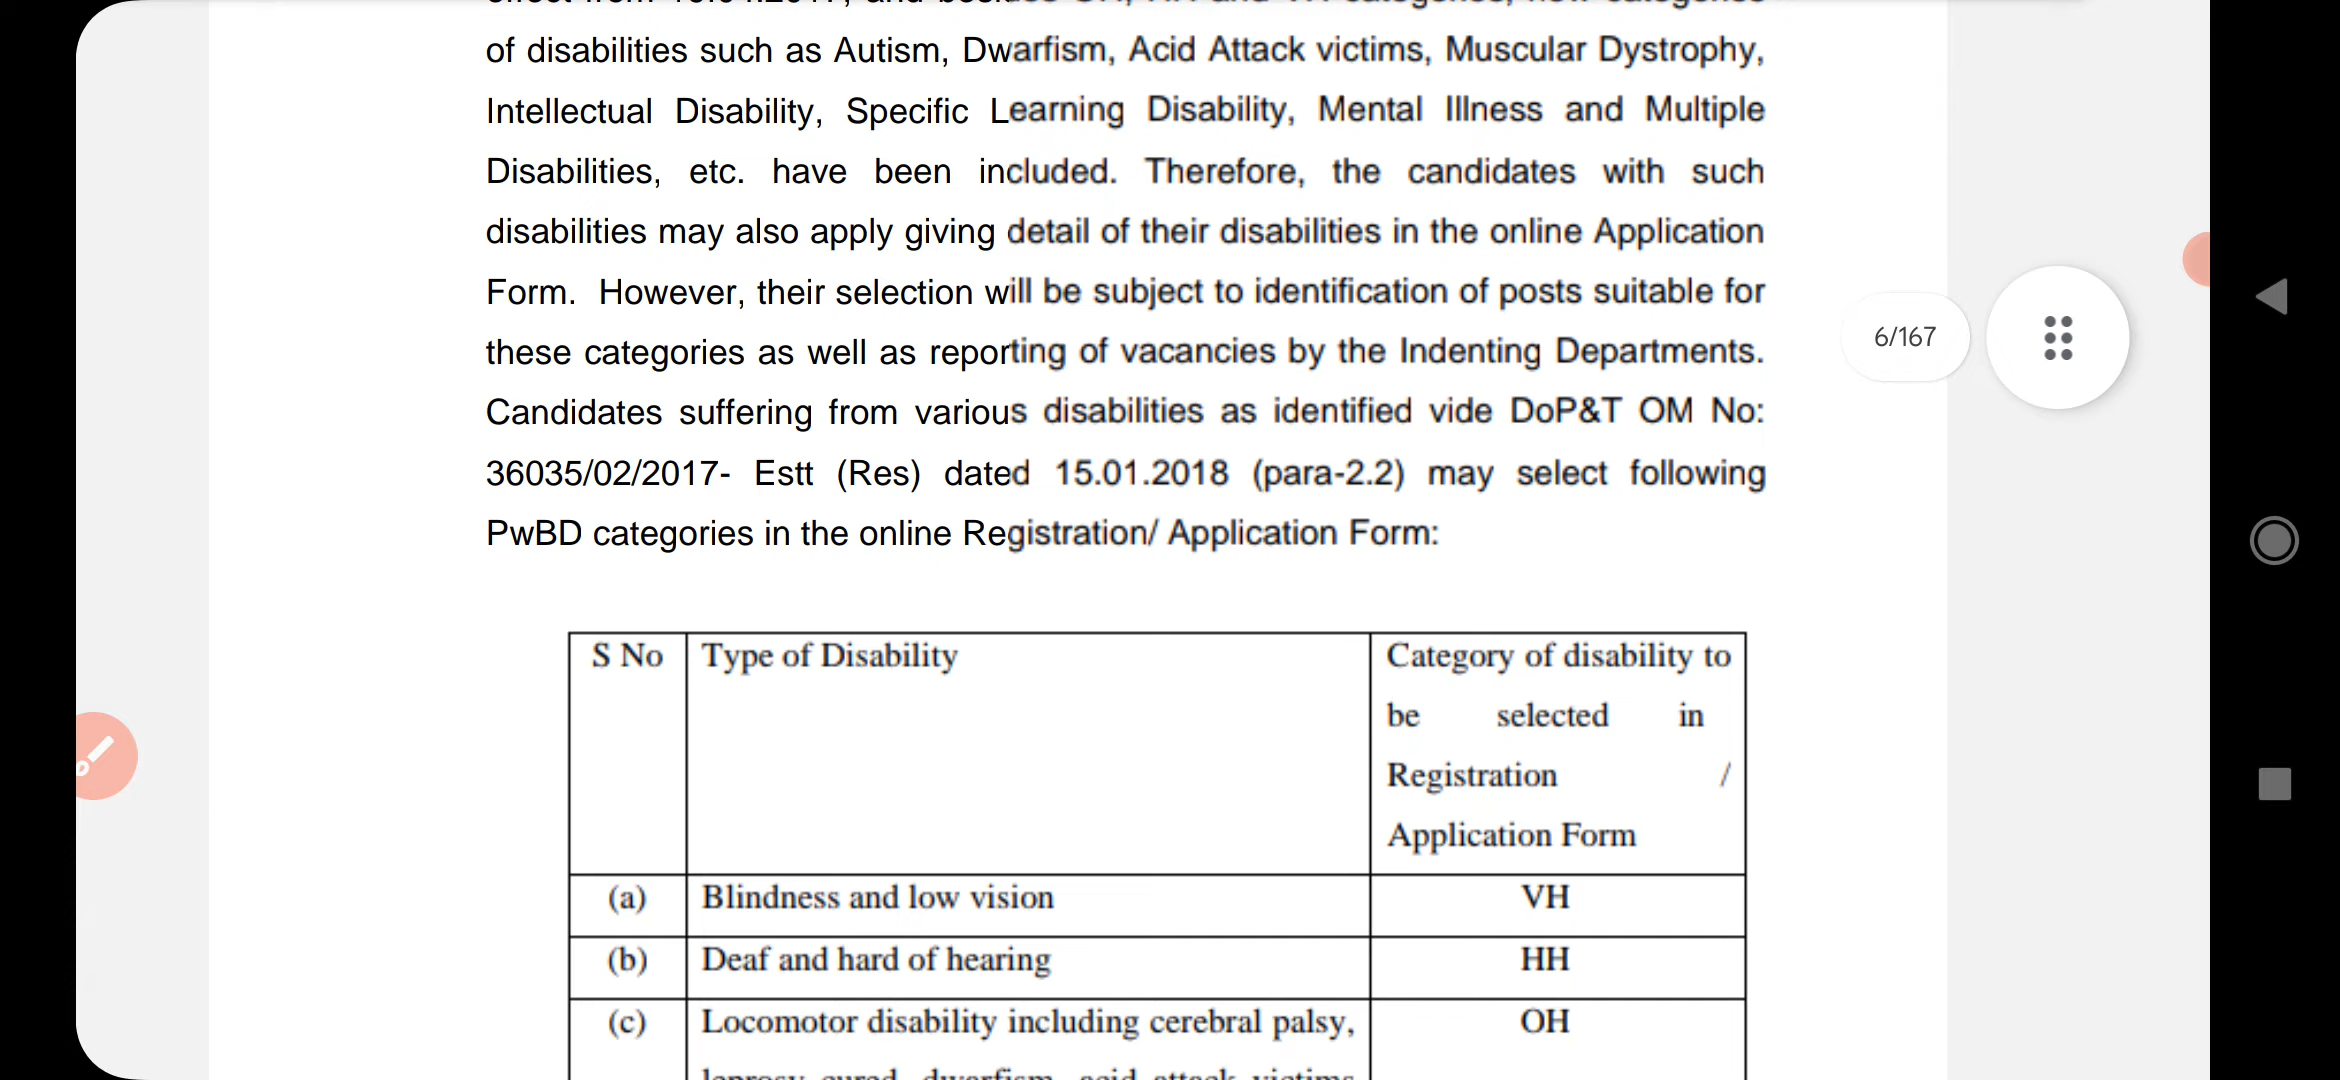 of disabilities such as Autism, Dwarfism, Acid Attack victims, Muscular Dystrophy,
Intellectual Disability, Specific Learning Disability, Mental Illness and Multiple
Disabilities, etc. have been included. Therefore, the candidates with such
disabilities may also apply giving detail of their disabilities in the online Application
Form. However, their selection will be subject to identification of posts suitable for
these categories as well as reporting of vacancies by the Indenting Departments.
Candidates suffering from various disabilities as identified vide DoP&T OM No:
36035/02/2017- Estt (Res) dated 15.01.2018 (para-2.2) may select following
PwBD categories in the online Registration/ Application Form:
6/167
S No
Type of Disability
Category of disability to
be selected in
Registration /
Application Form
(a) Blindness and low vision VH
(b) Deaf and hard of hearing HH
(c) Locomotor disability including cerebral palsy, OH
leprosy cured, dwarfism, acid attack victims